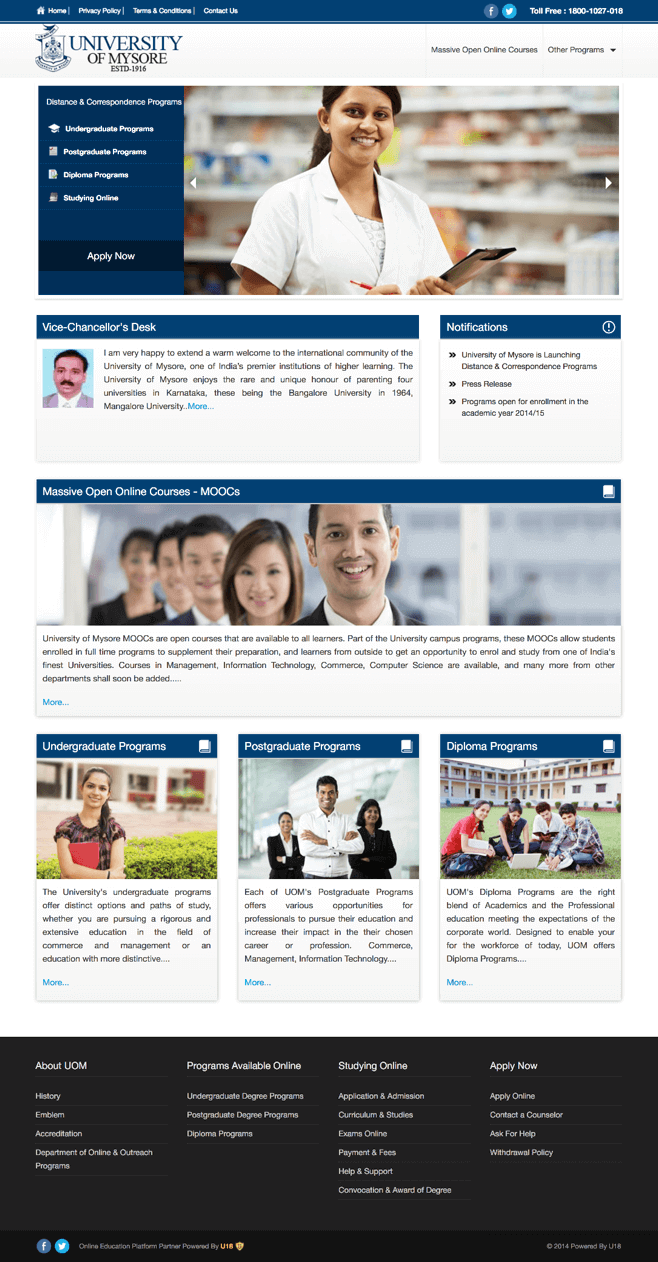 Home | Privacy Policy | Terms & Conditions | Contact Us
Toll Free : 1800-1027-018
UNIVERSITY
OF MYSORE
ESTD-1916
Massive Open Online Courses
Other Programs
Distance & Correspondence Programs
Undergraduate Programs
Postgraduate Programs
Diploma Programs
Studying Online
Apply Now
Vice-Chancellor's Desk
I am very happy to extend a warm welcome to the international community of the
University of Mysore, one of India's premier institutions of higher learning. The
University of Mysore enjoys the rare and unique honour of parenting four
universities in Karnataka, these being the Bangalore University in 1964,
Mangalore University..More...
Notifications
University of Mysore is Launching
Distance & Correspondence Programs
Press Release
Programs open for enrollment in the
academic year 2014/15
Massive Open Online Courses - MOOCs
University of Mysore MOOCs are open courses that are available to all learners. Part of the University campus programs, these MOOCs allow students
enrolled in full time programs to supplement their preparation, and learners from outside to get an opportunity to enrol and study from one of India's
finest Universities. Courses in Management, Information Technology, Commerce, Computer Science are available, and many more from other
departments shall soon be added.....
More...
Undergraduate Programs
The University's undergraduate programs
offer distinct options and paths of study,
whether you are pursuing a rigorous and
extensive education in the field of
commerce and management or an
education with more distinctive....
More...
Postgraduate Programs
Each of UOM's Postgraduate Programs
offers various opportunities for
professionals to pursue their education and
increase their impact in the their chosen
career or profession. Commerce,
Management, Information Technology....
More...
Diploma Programs
UOM's Diploma Programs are the right
blend of Academics and the Professional
education meeting the expectations of the
corporate world. Designed to enable your
for the workforce of today, UOM offers
Diploma Programs....
More...
About UOM
History
Emblem
Accreditation
Department of Online & Outreach
Programs
Programs Available Online
Undergraduate Degree Programs
Postgraduate Degree Programs
Diploma Programs
Studying Online
Application & Admission
Curriculum & Studies
Exams Online
Payment & Fees
Help & Support
Convocation & Award of Degree
Apply Now
Apply Online
Contact a Counselor
Ask For Help
Withdrawal Policy
Online Education Platform Partner Powered By U18
© 2014 Powered By U18